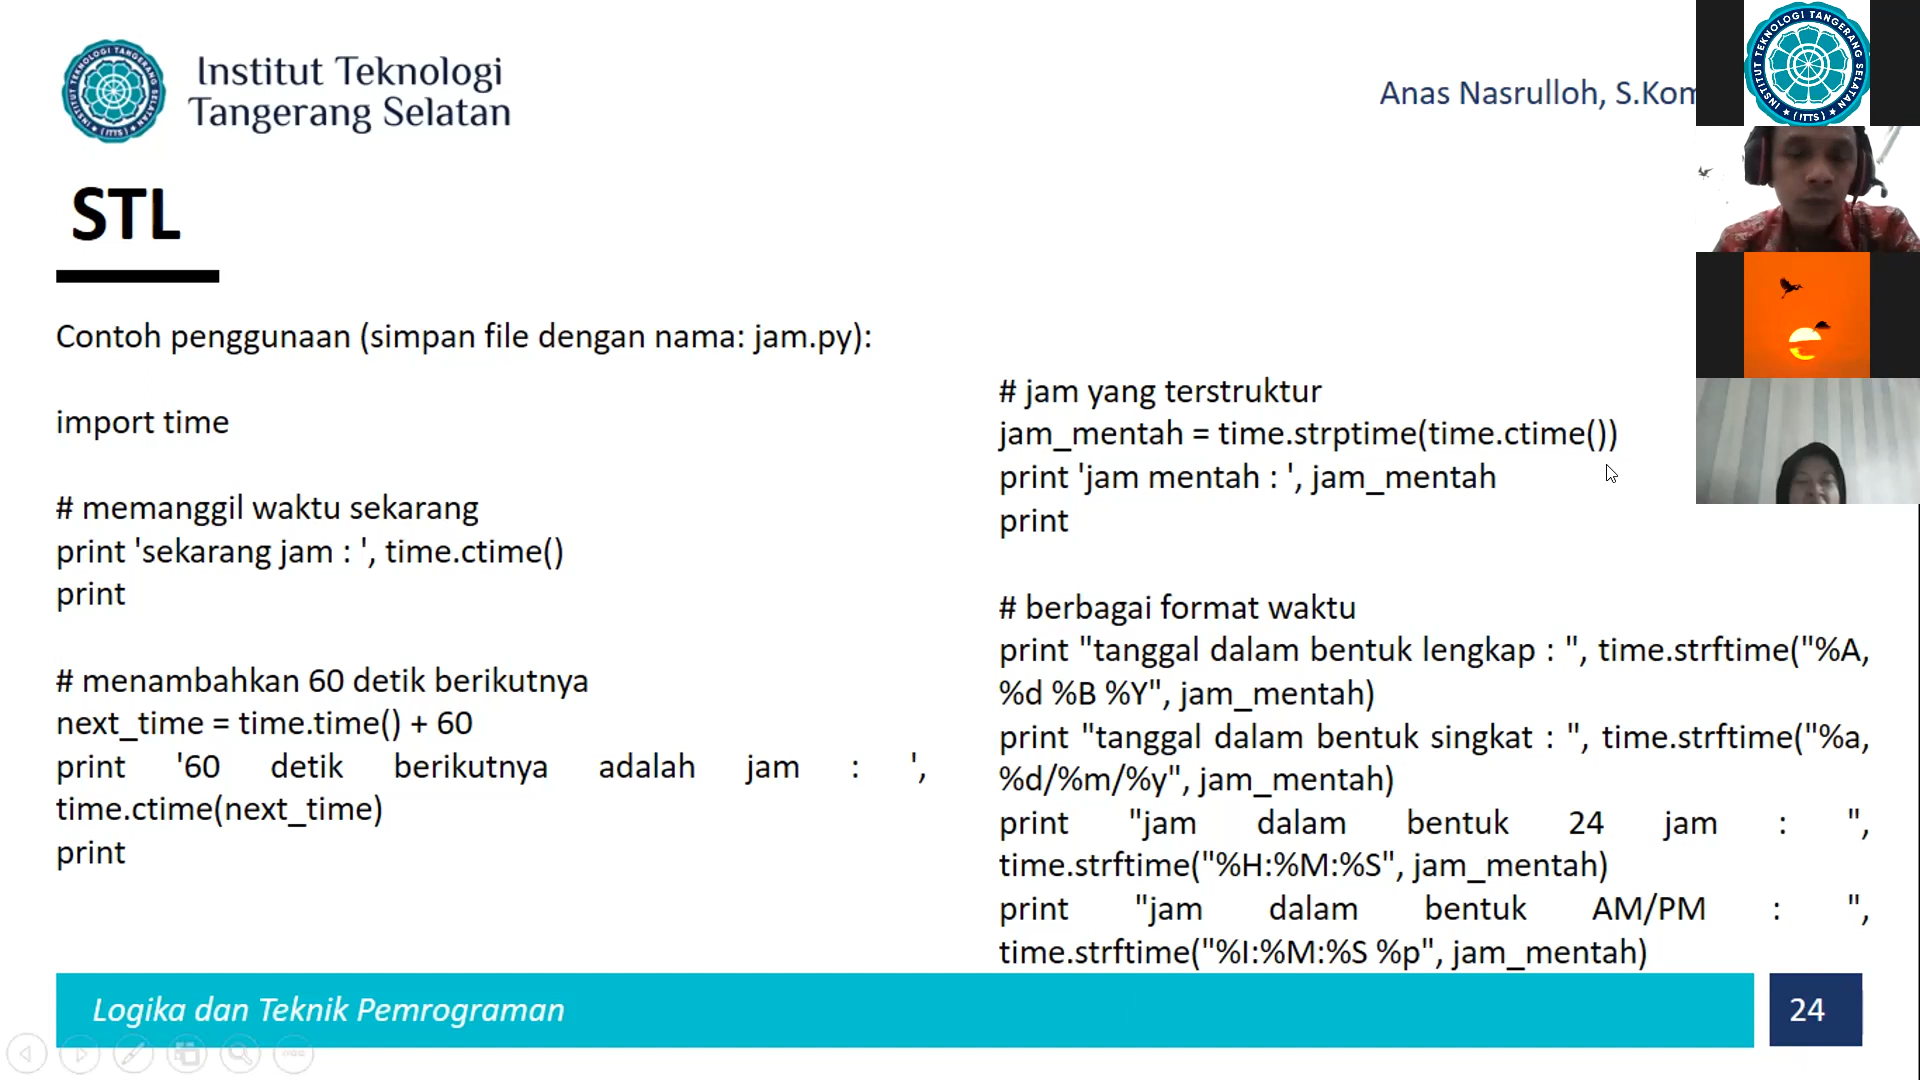 Institut Teknologi
Tangerang Selatan
Anas Nasrulloh, S.Kom
INSTITUT TEKNOLOGI TANGERANG SELATAN
(ITTS)
STL
Contoh penggunaan (simpan file dengan nama: jam.py):
import time
# memanggil waktu sekarang
print 'sekarang jam : ', time.ctime()
print
# menambahkan 60 detik berikutnya
next_time = time.time() + 60
print '60 detik berikutnya adalah jam : ',
time.ctime(next_time)
print
# jam yang terstruktur
jam_mentah = time.strptime(time.ctime())
print 'jam mentah : ', jam_mentah
print
# berbagai format waktu
print "tanggal dalam bentuk lengkap : ", time.strftime("%A,
%d %B %Y", jam_mentah)
print "tanggal dalam bentuk singkat : ", time.strftime("%a,
%d/%m/%y", jam_mentah)
print "jam dalam bentuk 24 jam : ",
time.strftime("%H:%M:%S", jam_mentah)
print "jam dalam bentuk AM/PM : ",
time.strftime("%I:%M:%S %p", jam_mentah)
Logika dan Teknik Pemrograman
24